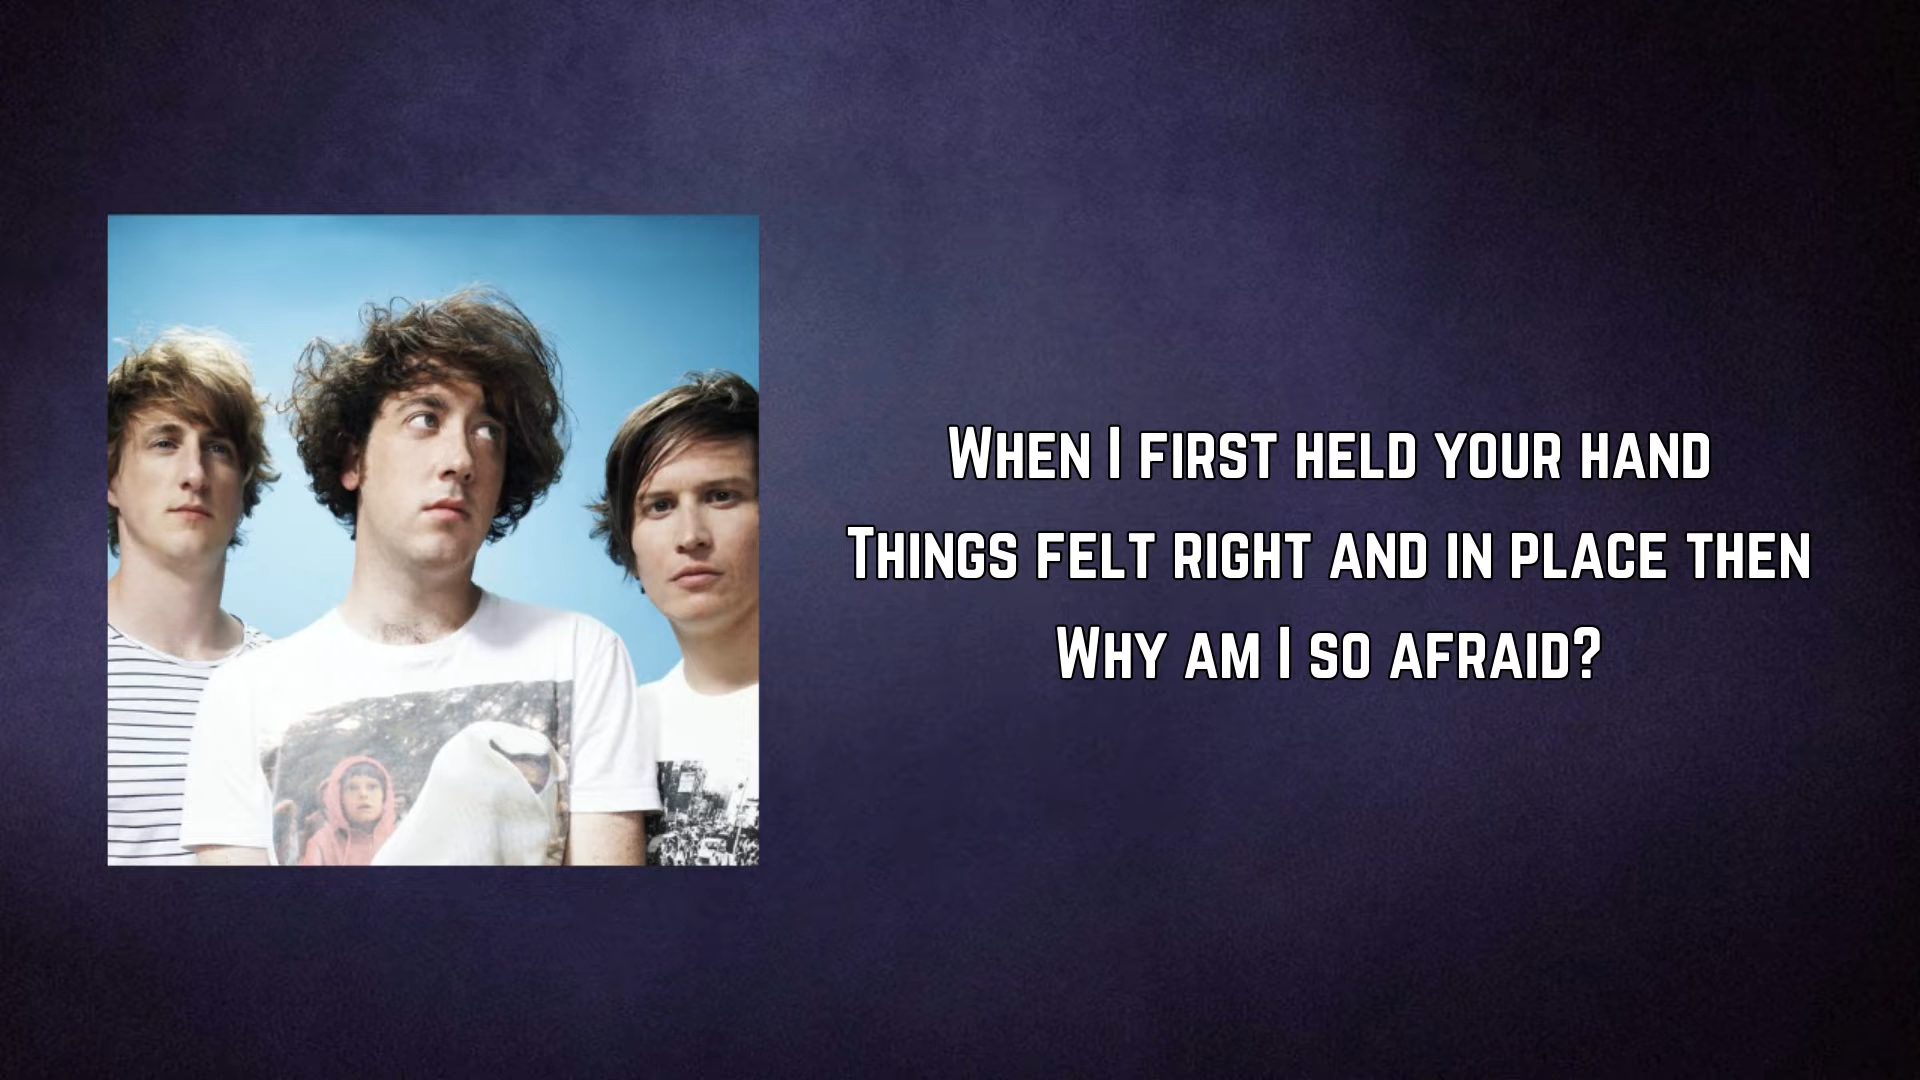 When I first held your hand
Things felt right and in place then
Why am I so afraid?